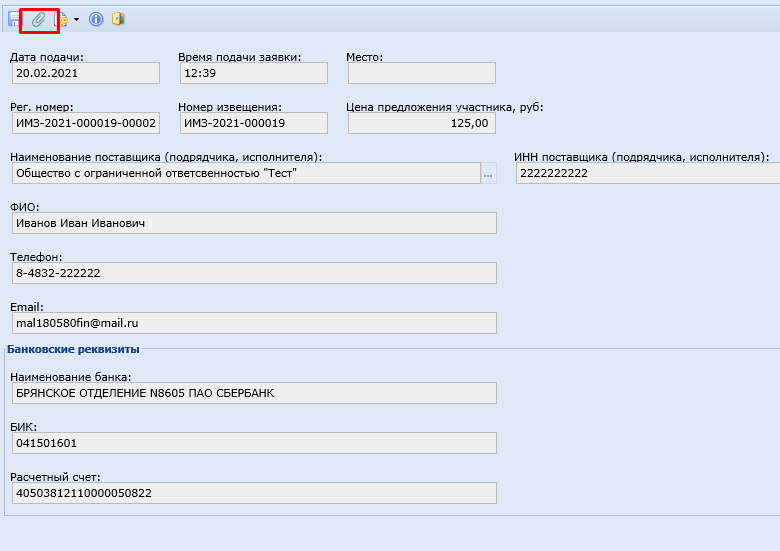 Дата подачи: Время подачи заявки: Место:
20.02.2021 12:39
Рег. номер: Номер извещения: Цена предложения участника, руб:
ИМЗ-2021-000019-00002 ИМЗ-2021-000019 125,00
Наименование поставщика (подрядчика, исполнителя): ИНН поставщика (подрядчика, исполнителя):
Общество с ограниченной ответсвенностью "Тест" ... 2222222222
ФИО:
Иванов Иван Иванович
Телефон:
8-4832-222222
Email:
mal180580fin@mail.ru
Банковские реквизиты
Наименование банка:
БРЯНСКОЕ ОТДЕЛЕНИЕ N8605 ПАО СБЕРБАНК
БИК:
041501601
Расчетный счет:
40503812110000050822